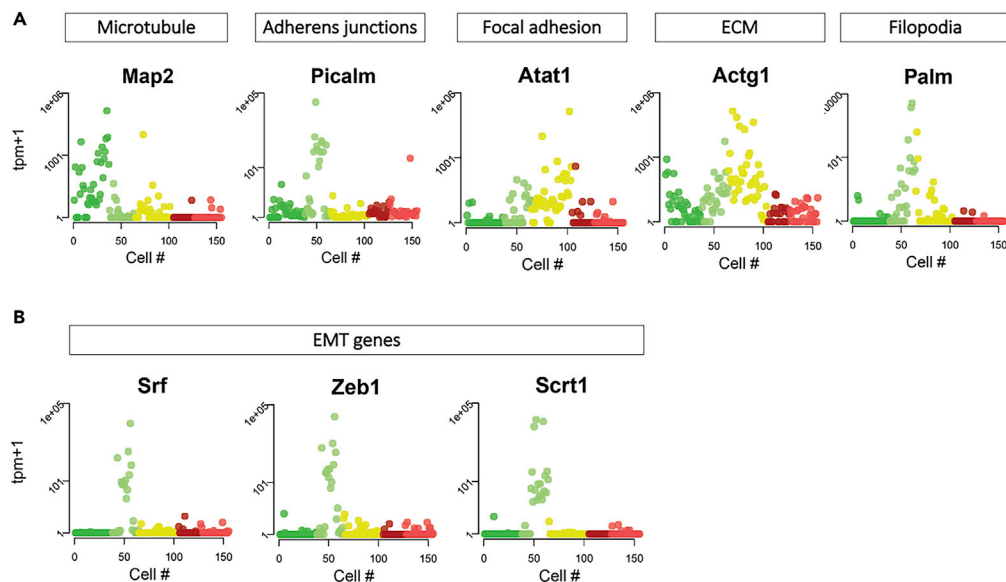 A
Microtubule
Adherens junctions
Focal adhesion
ECM
Filopodia
Map2
Picalm
Atat1
Actg1
Palm
tpm+1
1e+06
1001
1
0
50
100
150
Cell #
1e+05
101
1
0
50
100
150
Cell #
1e+06
1001
1
0
50
100
150
Cell #
1e+06
1001
1
0
50
100
150
Cell #
0000
101
1
0
50
100
150
Cell #
B
EMT genes
Srf
Zeb1
Scrt1
tpm+1
1e+05
101
1
0
50
100
150
Cell #
1e+05
101
1
0
50
100
150
Cell #
1e+05
101
1
0
50
100
150
Cell #